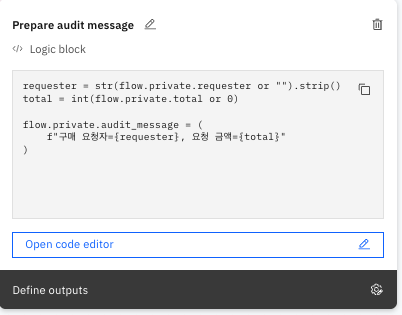 Prepare audit message
Logic block
requester = str(flow.private.requester or "").strip()
total = int(flow.private.total or 0)
flow.private.audit_message = (
f"구매 요청자={requester}, 요청 금액={total}"
)
Open code editor
Define outputs